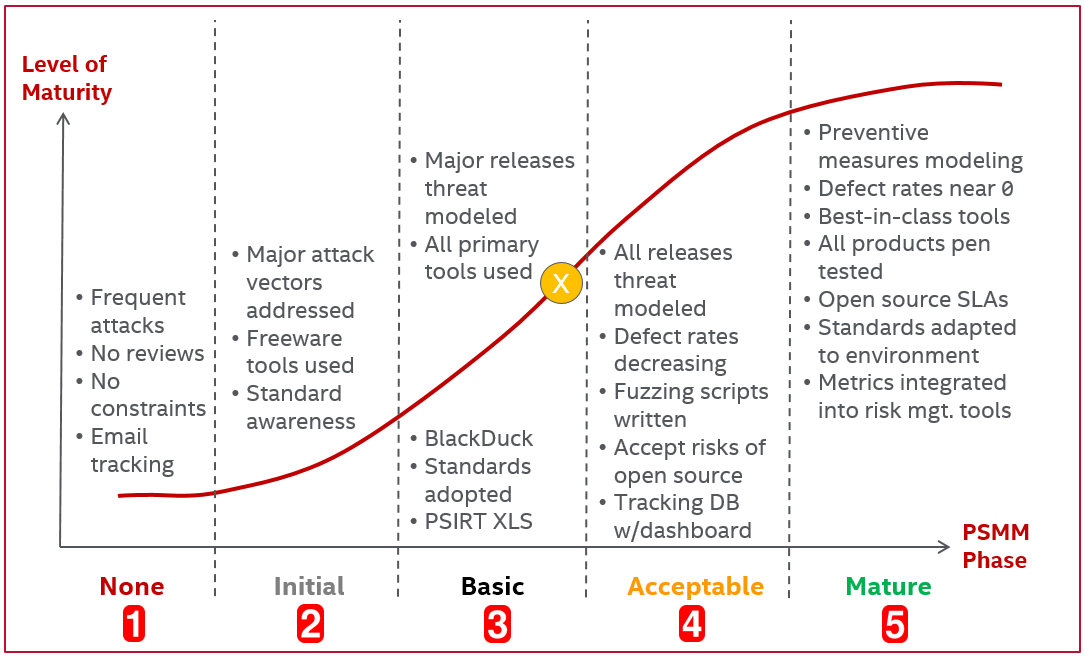 Level of
Maturity
• Frequent
attacks
• No reviews
• No
constraints
• Email
tracking
• Major attack
vectors
addressed
• Freeware
tools used
• Standard
awareness
• Major releases
threat
modeled
• All primary
tools used
X
• BlackDuck
• Standards
adopted
• PSIRT XLS
• All releases
threat
modeled
• Defect rates
decreasing
• Fuzzing scripts
written
• Accept risks of
open source
• Tracking DB
w/dashboard
• Preventive
measures modeling
• Defect rates near 0
• Best-in-class tools
• All products pen
tested
• Open source SLAs
• Standards adapted
to environment
• Metrics integrated
into risk mgt. tools
PSMM
Phase
None
Initial
Basic
Acceptable
Mature
1
2
3
4
5